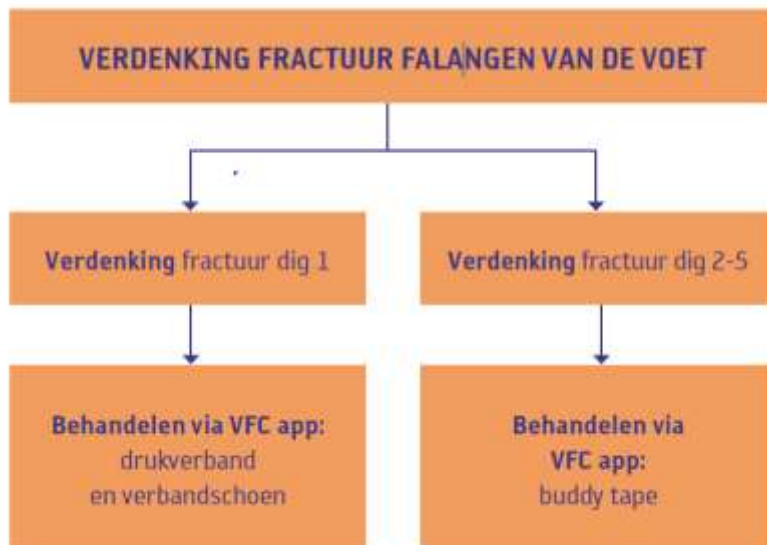 VERDENKING FRACTUUR FALANGEN VAN DE VOET
Verdenking fractuur dig 1
Verdenking fractuur dig 2-5
Behandelen via VFC app:
drukverband
en verbandschoen
Behandelen via
VFC app:
buddy tape